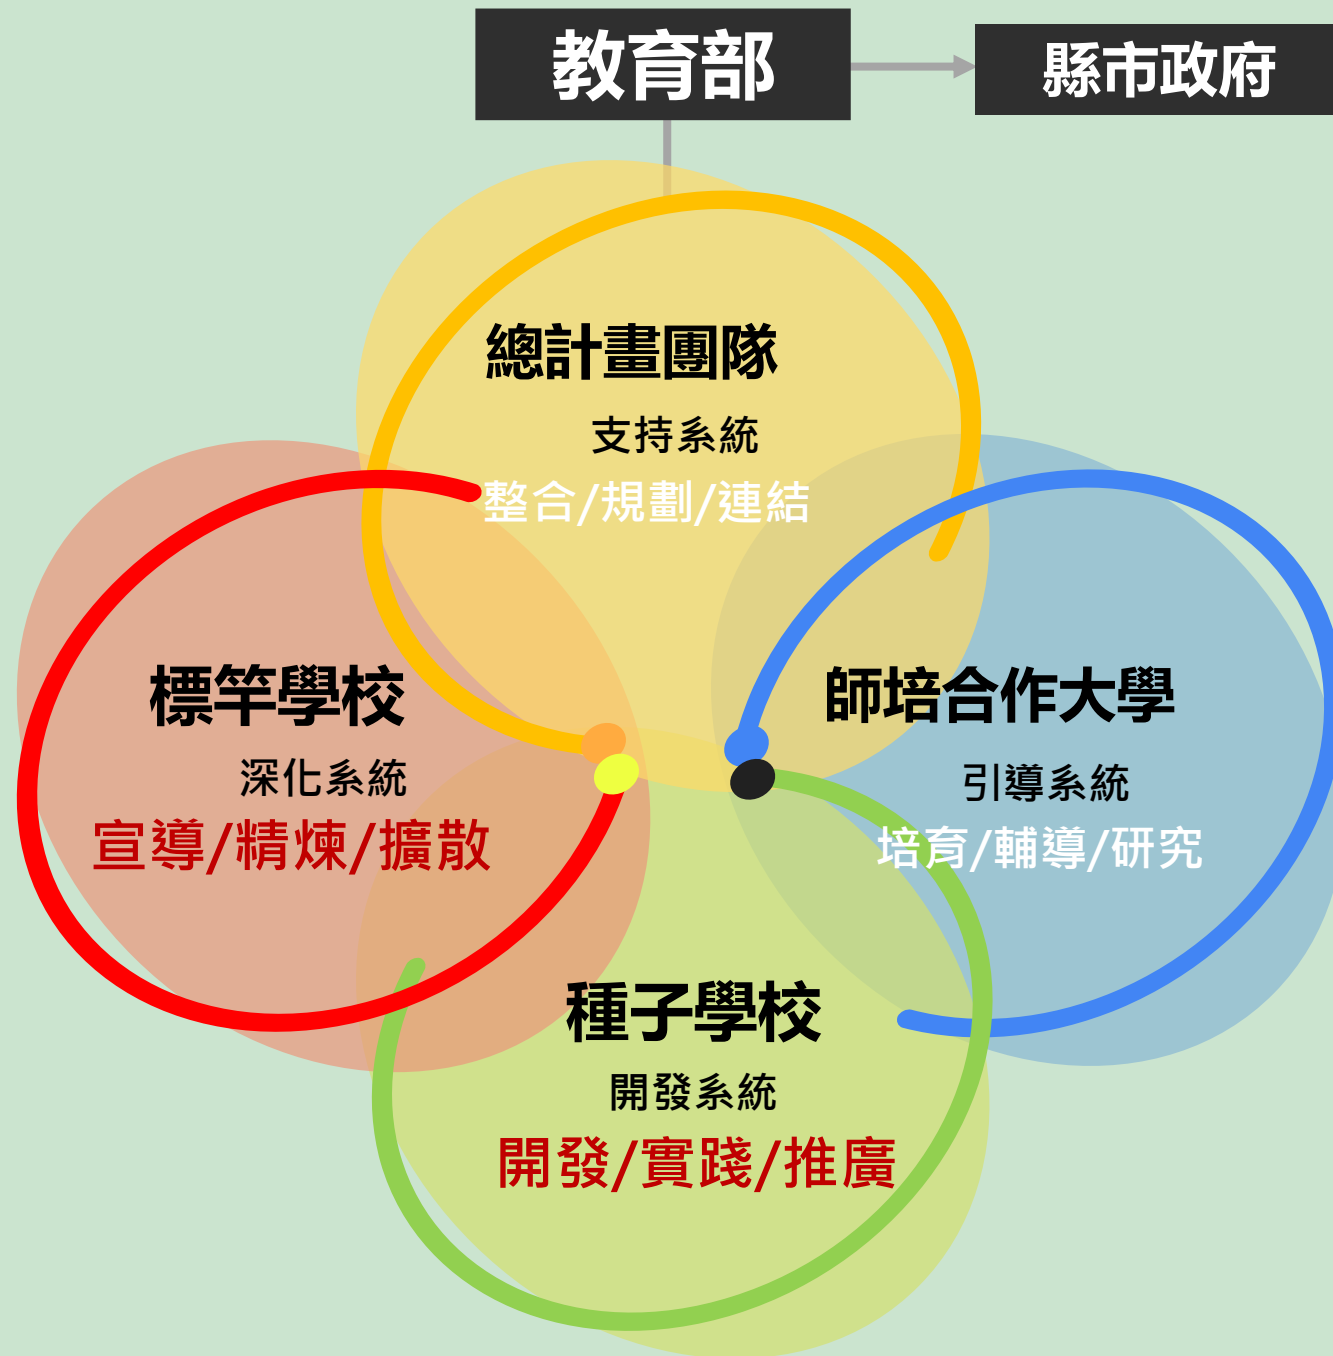 教育部
縣市政府
總計畫團隊
支持系統
整合/規劃/連結
標竿學校
深化系統
宣導/精煉/擴散
師培合作大學
引導系統
培育/輔導/研究
種子學校
開發系統
開發/實踐/推廣